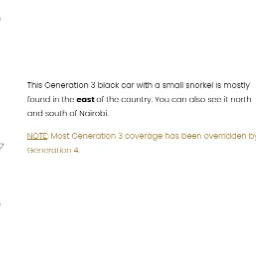 This Generation 3 black car with a small snorkel is mostly
found in the east of the country. You can also see it north
and south of Nairobi.
NOTE: Most Generation 3 coverage has been overridden by
Generation 4.